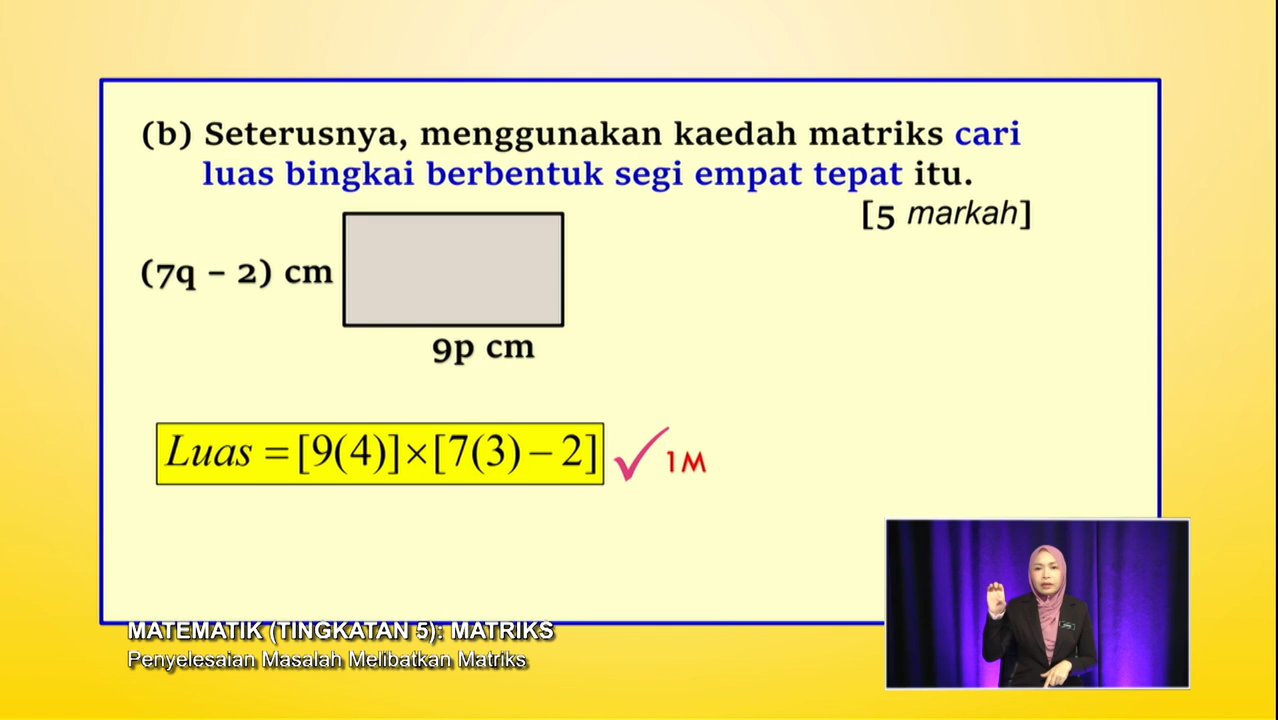 (b) Seterusnya, menggunakan kaedah matriks cari
luas bingkai berbentuk segi empat tepat itu.
[5 markah]
(7q – 2) cm
9p cm
Luas = [9(4)]×[7(3) − 2]
1M
MATEMATIK (TINGKATAN 5): MATRIKS
Penyelesaian Masalah Melibatkan Matriks